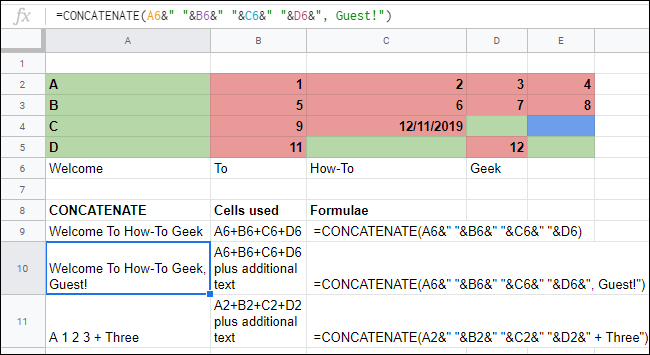 fx =CONCATENATE(A6&" "&B6&" "&C6&" "&D6&", Guest!")
A B C D E
1
2 A 1 2 3 4
3 B 5 6 7 8
4 C 9 12/11/2019
5 D 11 12
6 Welcome To How-To Geek
7
8 CONCATENATE Cells used Formulae
9 Welcome To How-To Geek A6+B6+C6+D6 =CONCATENATE(A6&" "&B6&" "&C6&" "&D6)
A6+B6+C6+D6
10 Welcome To How-To Geek, plus additional
Guest! text =CONCATENATE(A6&" "&B6&" "&C6&" "&D6&", Guest!")
A2+B2+C2+D2
11 plus additional
A 1 2 3 + Three text =CONCATENATE(A2&" "&B2&" "&C2&" "&D2&" + Three")